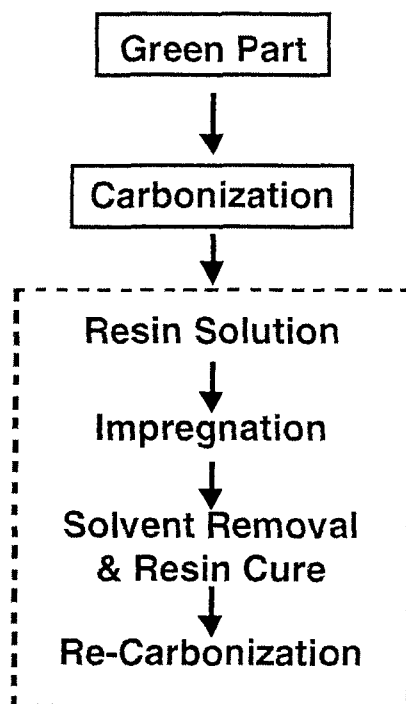 Green Part
Carbonization
Resin Solution
Impregnation
Solvent Removal
& Resin Cure
Re-Carbonization